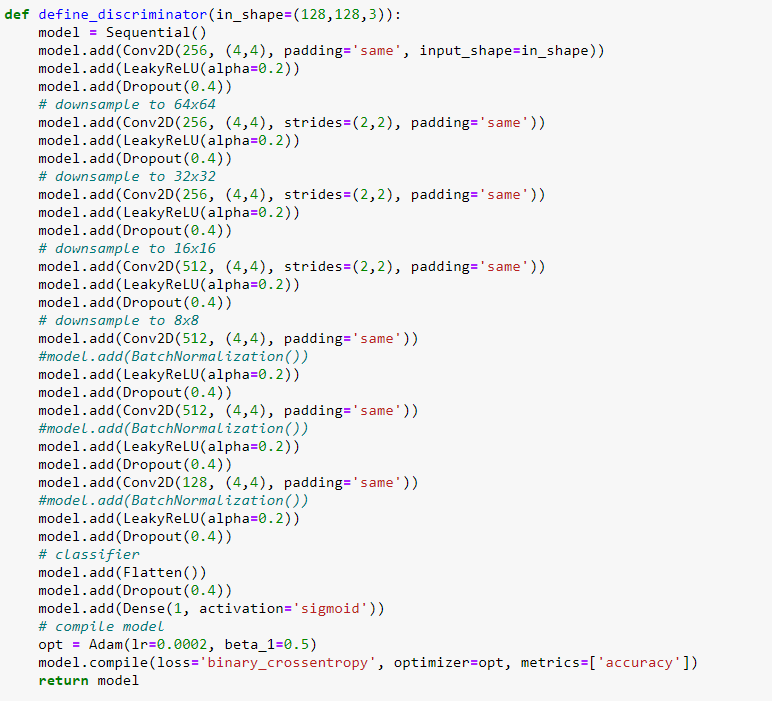 def define_discriminator(in_shape=(128,128,3)):
    model = Sequential()
    model.add(Conv2D(256, (4,4), padding='same', input_shape=in_shape))
    model.add(LeakyReLU(alpha=0.2))
    model.add(Dropout(0.4))
    # downsample to 64x64
    model.add(Conv2D(256, (4,4), strides=(2,2), padding='same'))
    model.add(LeakyReLU(alpha=0.2))
    model.add(Dropout(0.4))
    # downsample to 32x32
    model.add(Conv2D(256, (4,4), strides=(2,2), padding='same'))
    model.add(LeakyReLU(alpha=0.2))
    model.add(Dropout(0.4))
    # downsample to 16x16
    model.add(Conv2D(512, (4,4), strides=(2,2), padding='same'))
    model.add(LeakyReLU(alpha=0.2))
    model.add(Dropout(0.4))
    # downsample to 8x8
    model.add(Conv2D(512, (4,4), padding='same'))
    #model.add(BatchNormalization())
    model.add(LeakyReLU(alpha=0.2))
    model.add(Dropout(0.4))
    model.add(Conv2D(512, (4,4), padding='same'))
    #model.add(BatchNormalization())
    model.add(LeakyReLU(alpha=0.2))
    model.add(Dropout(0.4))
    model.add(Conv2D(128, (4,4), padding='same'))
    #model.add(BatchNormalization())
    model.add(LeakyReLU(alpha=0.2))
    model.add(Dropout(0.4))
    # classifier
    model.add(Flatten())
    model.add(Dropout(0.4))
    model.add(Dense(1, activation='sigmoid'))
    # compile model
    opt = Adam(lr=0.0002, beta_1=0.5)
    model.compile(loss='binary_crossentropy', optimizer=opt, metrics=['accuracy'])
    return model